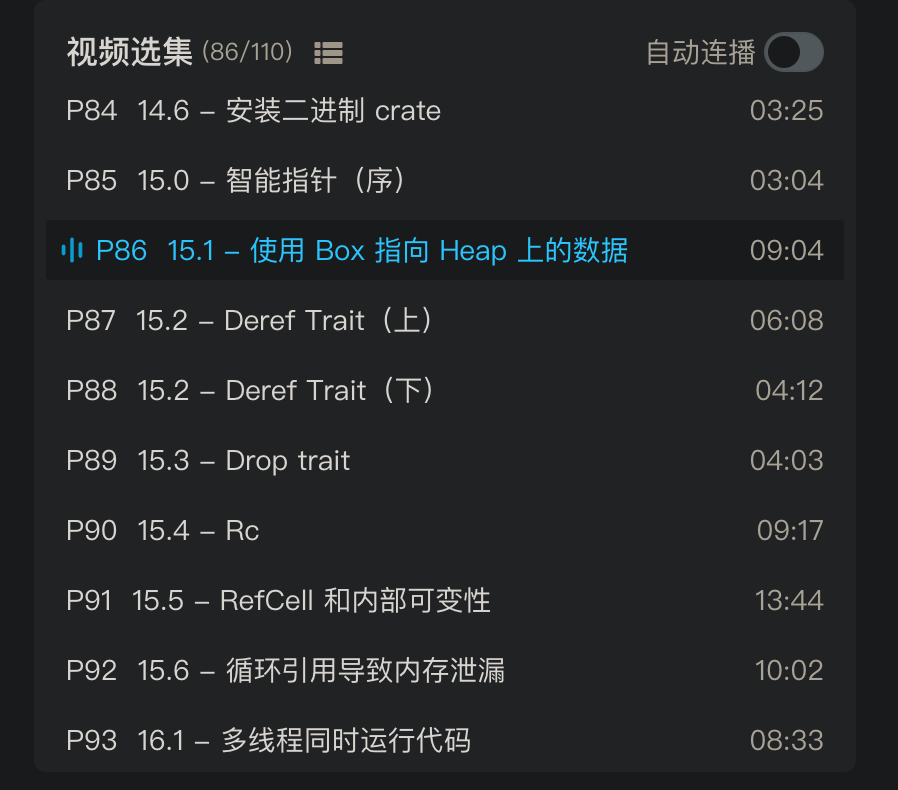 视频选集 (86/110) 自动连播
P84 14.6 – 安装二进制 crate 03:25
P85 15.0 – 智能指针（序） 03:04
P86 15.1 – 使用 Box 指向 Heap 上的数据 09:04
P87 15.2 – Deref Trait（上） 06:08
P88 15.2 – Deref Trait（下） 04:12
P89 15.3 – Drop trait 04:03
P90 15.4 – Rc 09:17
P91 15.5 – RefCell 和内部可变性 13:44
P92 15.6 – 循环引用导致内存泄漏 10:02
P93 16.1 – 多线程同时运行代码 08:33